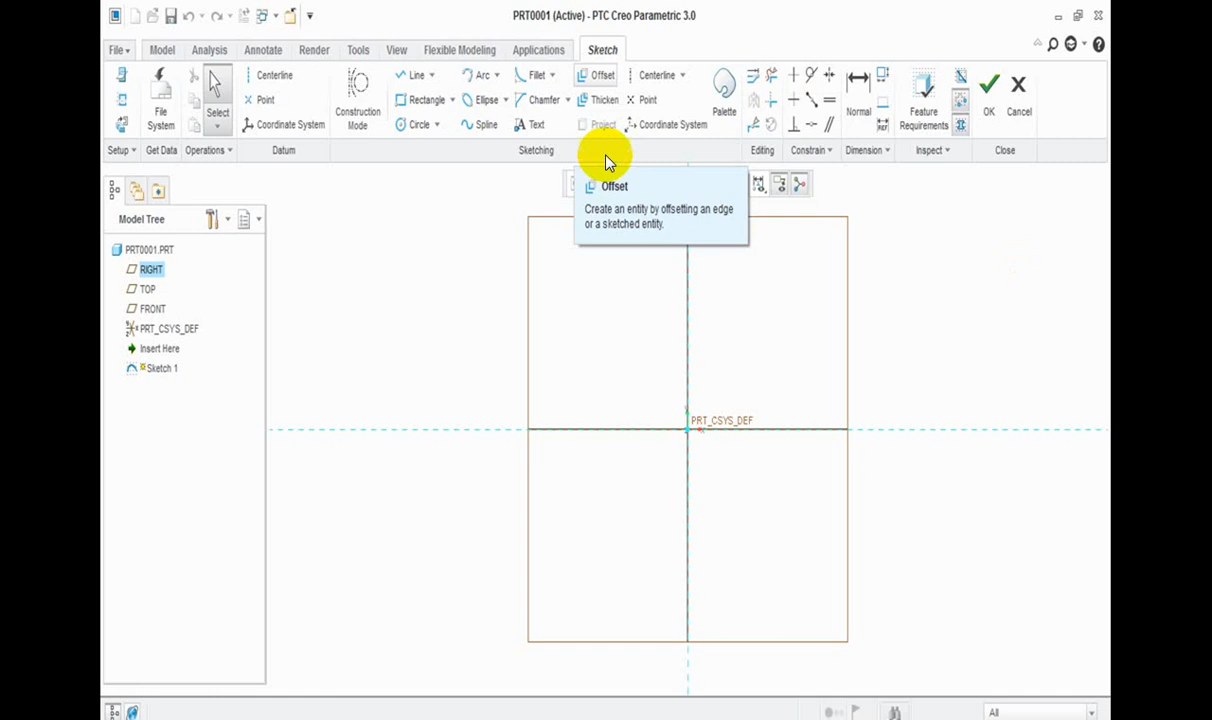 PRT0001 (Active) - PTC Creo Parametric 3.0
File Model Analysis Annotate Render Tools View Flexible Modeling Applications Sketch
Centerline Line Arc Fillet Offset Centerline
Point Rectangle Ellipse Chamfer Thicken Point
Coordinate System Circle Spline Text Project Coordinate System
File System
Select
Construction Mode
Palette
Normal
Feature Requirements
OK
Cancel
Setup Get Data Operations Datum Sketching Editing Constrain Dimension Inspect Close
Offset
Create an entity by offsetting an edge
or a sketched entity.
Model Tree
PRT0001.PRT
RIGHT
TOP
FRONT
PRT_CSYS_DEF
Insert Here
Sketch 1
PRT_CSYS_DEF
All